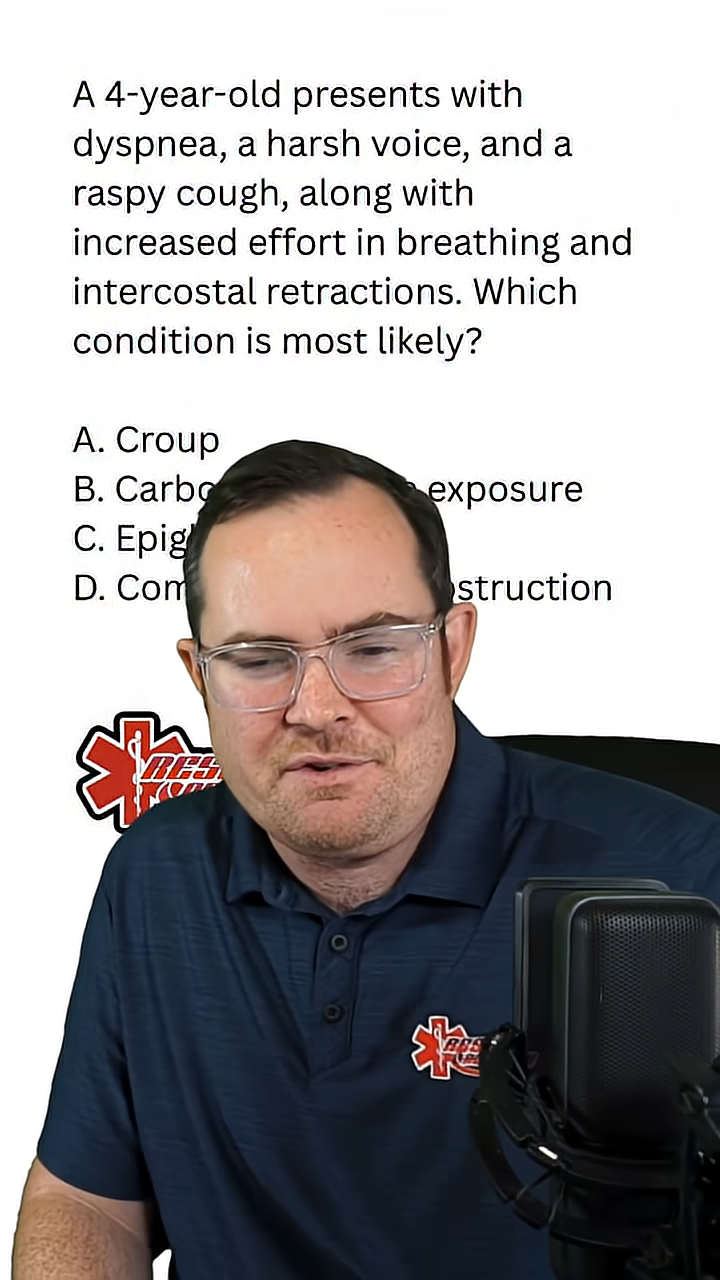 A 4-year-old presents with
dyspnea, a harsh voice, and a
raspy cough, along with
increased effort in breathing and
intercostal retractions. Which
condition is most likely?
A. Croup
B. Carbo exposure
C. Epig
D. Com struction